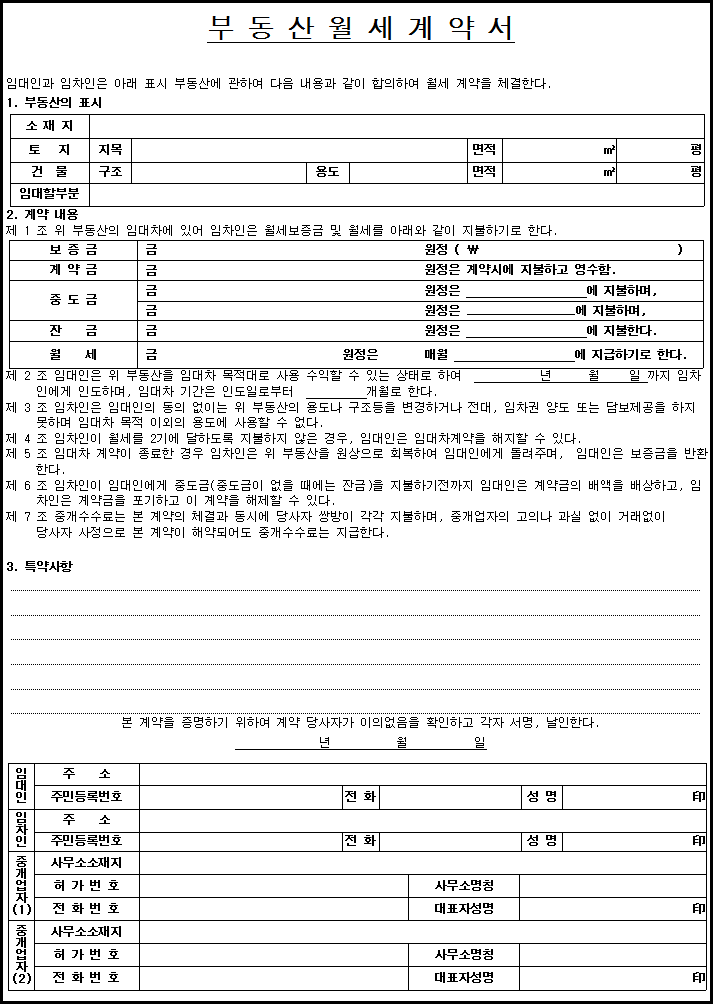 부 동 산 월 세 계 약 서
임대인과 임차인은 아래 표시 부동산에 관하여 다음 내용과 같이 합의하여 월세 계약을 체결한다.
1. 부동산의 표시
소 재 지
토 지 지목 면적 ㎡ 평
건 물 구조 용도 면적 ㎡ 평
임대할부분
2. 계약 내용
제 1 조 위 부동산의 임대차에 있어 임차인은 월세보증금 및 월세를 아래와 같이 지불하기로 한다.
보 증 금 금 원정 ( ₩ )
계 약 금 금 원정은 계약시에 지불하고 영수함.
중 도 금 금 원정은 에 지불하며,
금 원정은 에 지불하며,
잔 금 금 원정은 에 지불한다.
월 세 금 원정은 매월 에 지급하기로 한다.
제 2 조 임대인은 위 부동산을 임대차 목적대로 사용 수익할 수 있는 상태로 하여 년 월 일 까지 임차
인에게 인도하며, 임대차 기간은 인도일로부터 개월로 한다.
제 3 조 임차인은 임대인의 동의 없이는 위 부동산의 용도나 구조등을 변경하거나 전대, 임차권 양도 또는 담보제공을 하지
못하며 임대차 목적 이외의 용도에 사용할 수 없다.
제 4 조 임차인이 월세를 2기에 달하도록 지불하지 않은 경우, 임대인은 임대차계약을 해지할 수 있다.
제 5 조 임대차 계약이 종료한 경우 임차인은 위 부동산을 원상으로 회복하여 임대인에게 돌려주며, 임대인은 보증금을 반환
한다.
제 6 조 임차인이 임대인에게 중도금(중도금이 없을 때에는 잔금)을 지불하기전까지 임대인은 계약금의 배액을 배상하고, 임
차인은 계약금을 포기하고 이 계약을 해제할 수 있다.
제 7 조 중개수수료는 본 계약의 체결과 동시에 당사자 쌍방이 각각 지불하며, 중개업자의 고의나 과실 없이 거래없이
당사자 사정으로 본 계약이 해약되어도 중개수수료는 지급한다.
3. 특약사항
본 계약을 증명하기 위하여 계약 당사자가 이의없음을 확인하고 각자 서명, 날인한다.
년 월 일
임대인 주 소
주민등록번호 전 화 성 명 印
임차인 주 소
주민등록번호 전 화 성 명 印
중개업자(1) 사무소소재지
허 가 번 호 사무소명칭
전 화 번 호 대표자성명 印
중개업자(2) 사무소소재지
허 가 번 호 사무소명칭
전 화 번 호 대표자성명 印